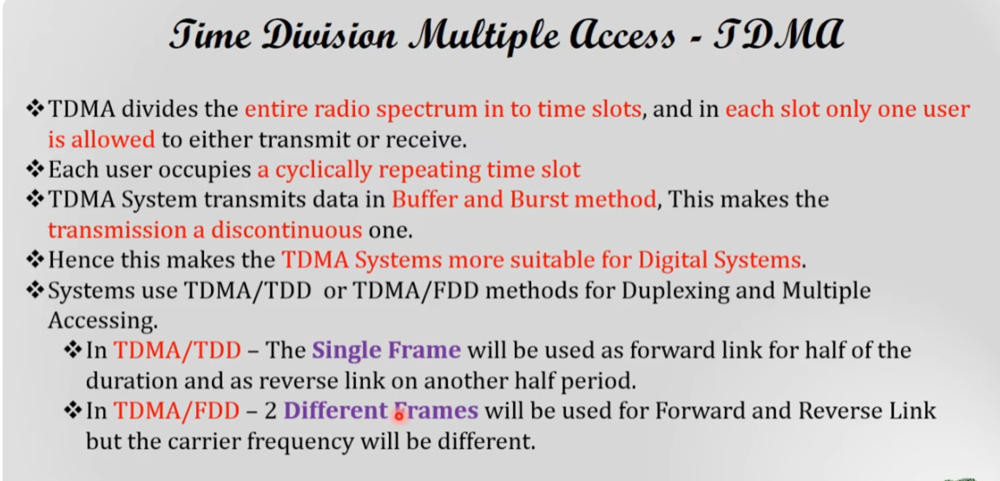 Time Division Multiple Access - TDMA
❖TDMA divides the entire radio spectrum in to time slots, and in each slot only one user
is allowed to either transmit or receive.
❖Each user occupies a cyclically repeating time slot
❖TDMA System transmits data in Buffer and Burst method, This makes the
transmission a discontinuous one.
❖Hence this makes the TDMA Systems more suitable for Digital Systems.
❖Systems use TDMA/TDD or TDMA/FDD methods for Duplexing and Multiple
Accessing.
❖In TDMA/TDD – The Single Frame will be used as forward link for half of the
duration and as reverse link on another half period.
❖In TDMA/FDD – 2 Different Frames will be used for Forward and Reverse Link
but the carrier frequency will be different.